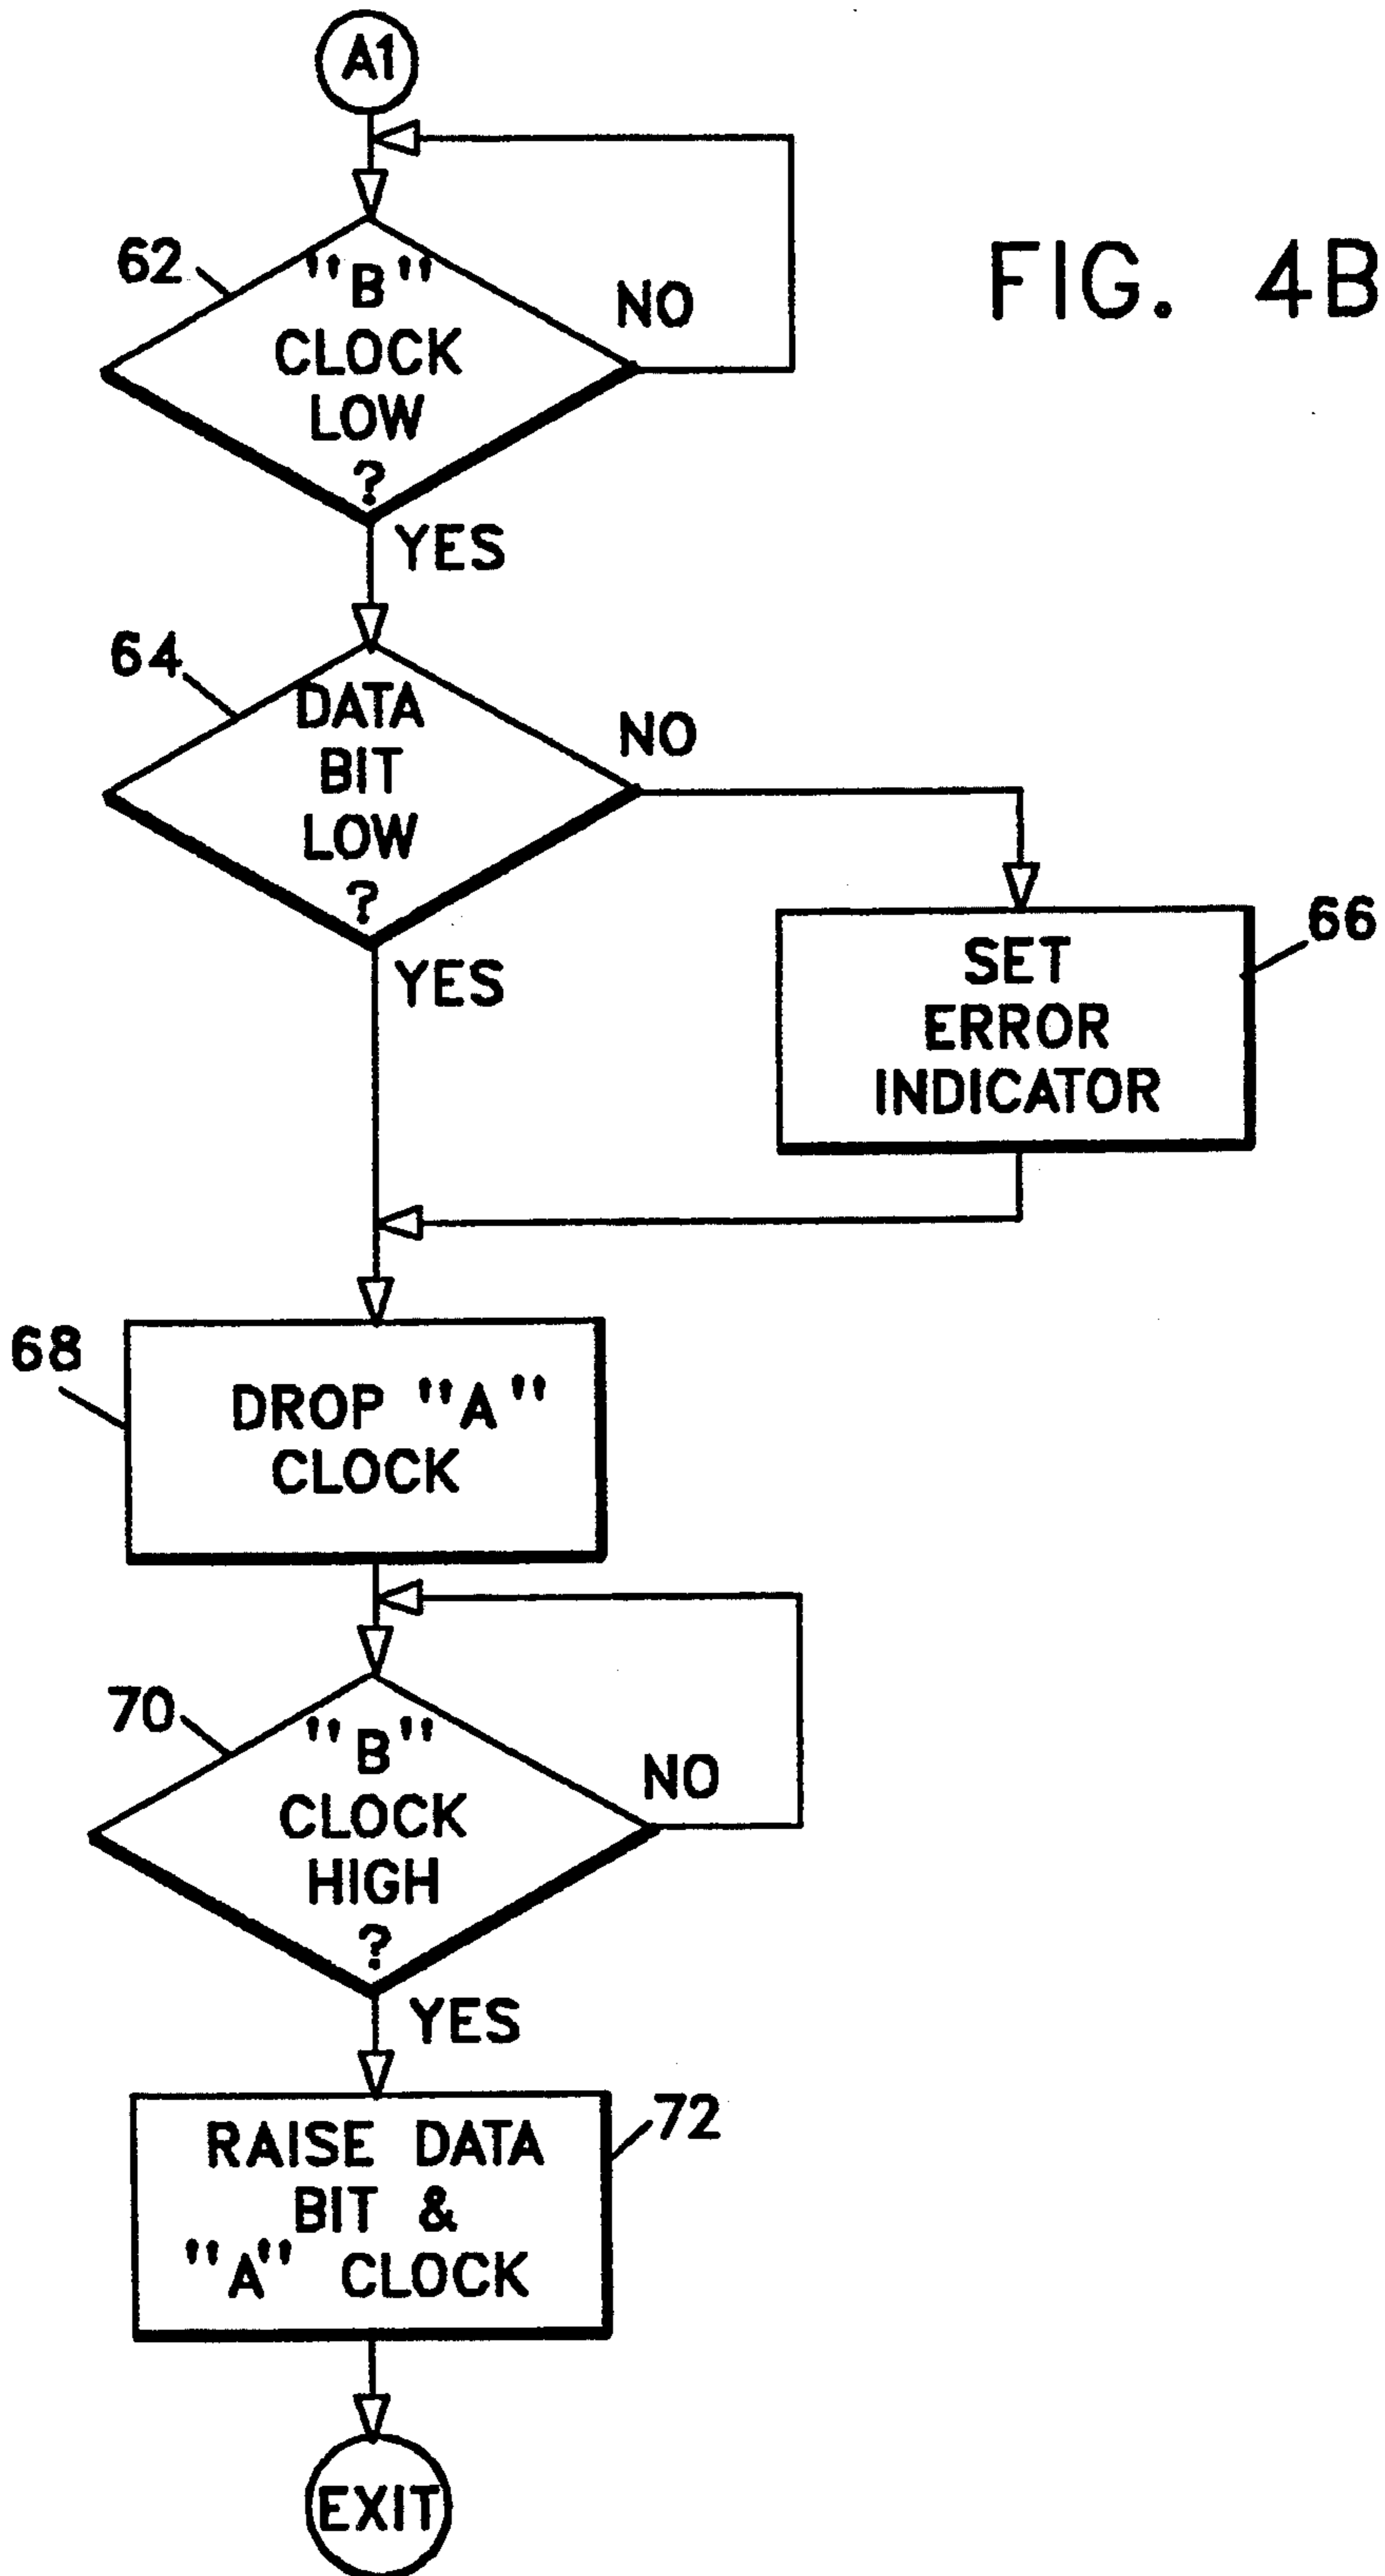 A1
FIG. 4B
62
"B"
CLOCK
LOW
?
NO
YES
64
DATA
BIT
LOW
?
NO
YES
66
SET
ERROR
INDICATOR
68
DROP "A"
CLOCK
70
"B"
CLOCK
HIGH
?
NO
YES
72
RAISE DATA
BIT &
"A" CLOCK
EXIT